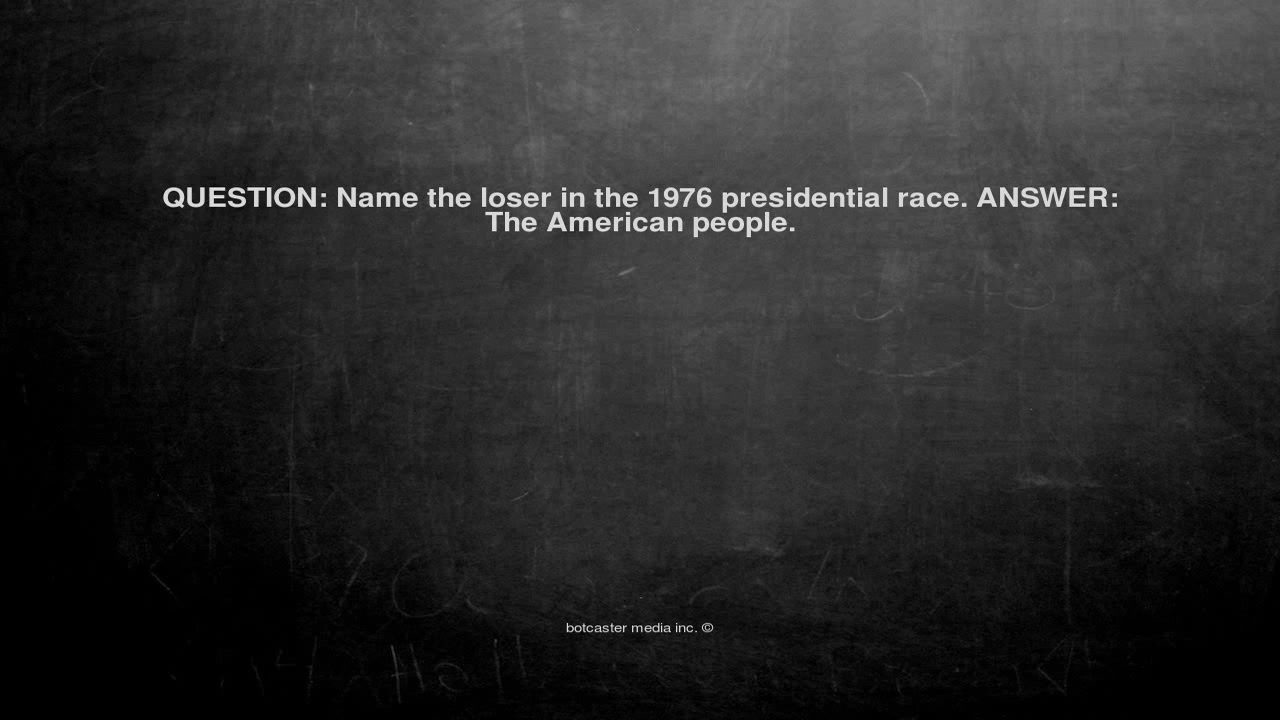 QUESTION: Name the loser in the 1976 presidential race. ANSWER:
The American people.
botcaster media inc. ©